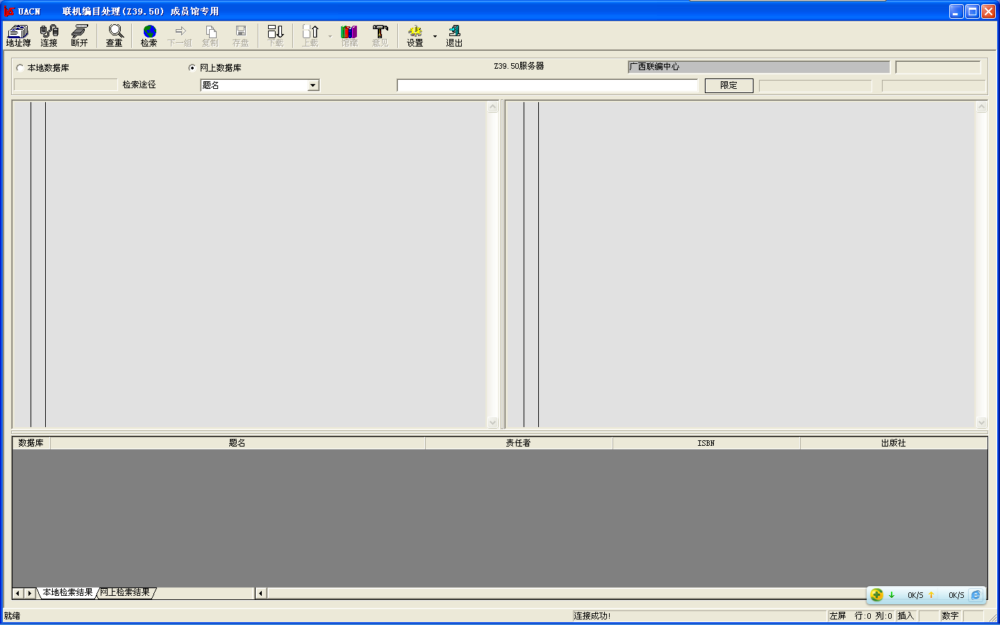 UACN 联机编目处理(Z39.50) 成员馆专用
地址簿 连接 断开 查重 检索 下一组 复制 存盘 下载 上载 馆藏 意见 设置 退出
本地数据库 网上数据库 Z39.50服务器 广西联编中心
检索途径 题名 限定
数据库 题名 责任者 ISBN 出版社
本地检索结果 网上检索结果
0K/S 0K/S
就绪 连接成功! 左屏 行:0 列:0 插入 数字